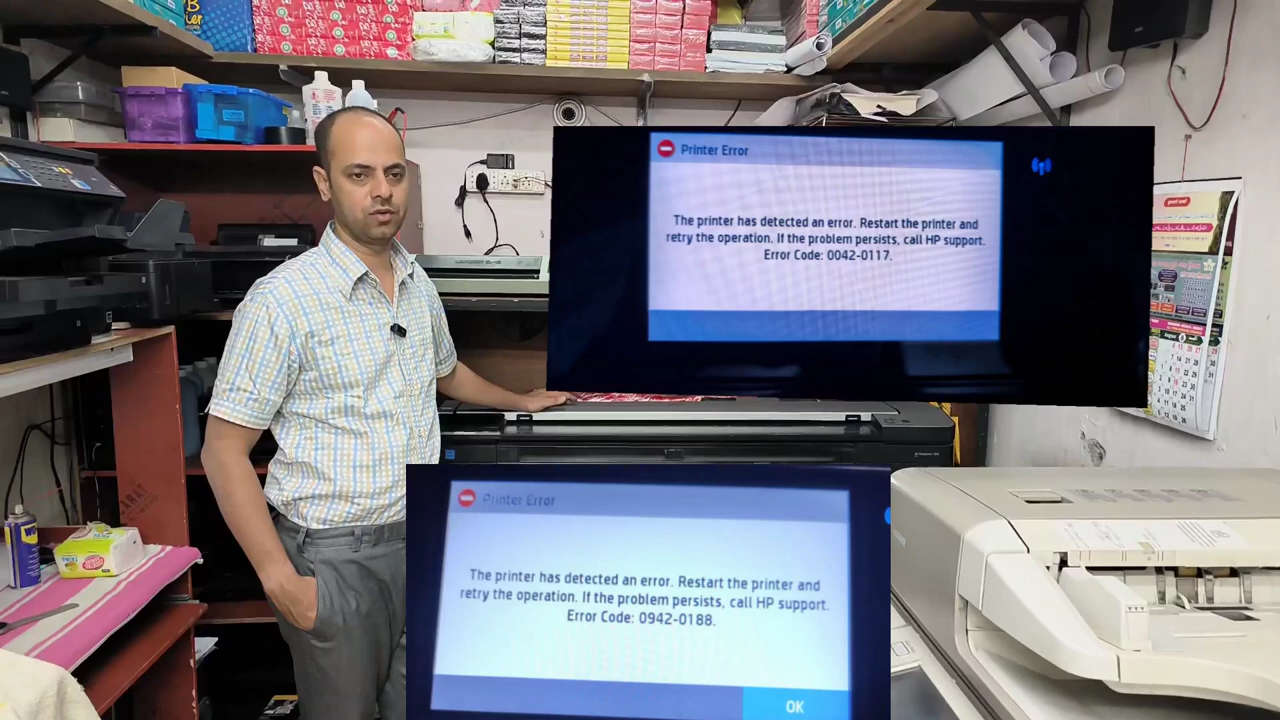 Printer Error
The printer has detected an error. Restart the printer and
retry the operation. If the problem persists, call HP support.
Error Code: 0042-0117.
Printer Error
The printer has detected an error. Restart the printer and
retry the operation. If the problem persists, call HP support.
Error Code: 0942-0188.
OK